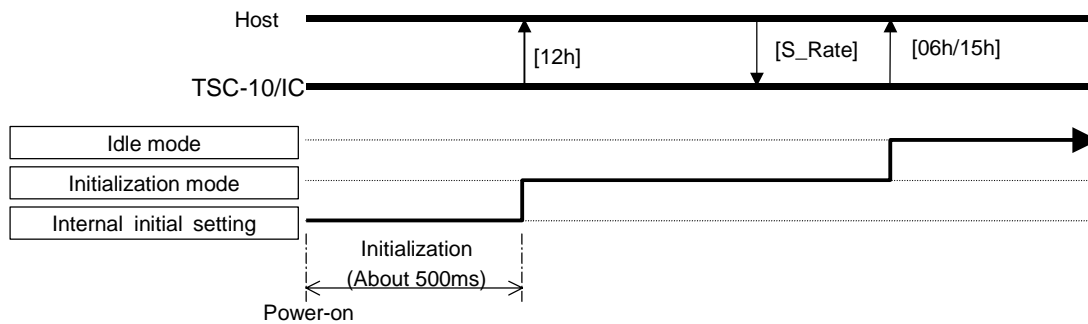 Host
[12h]
[S_Rate]
[06h/15h]
TSC-10/IC
Idle mode
Initialization mode
Internal initial setting
Initialization
(About 500ms)
Power-on